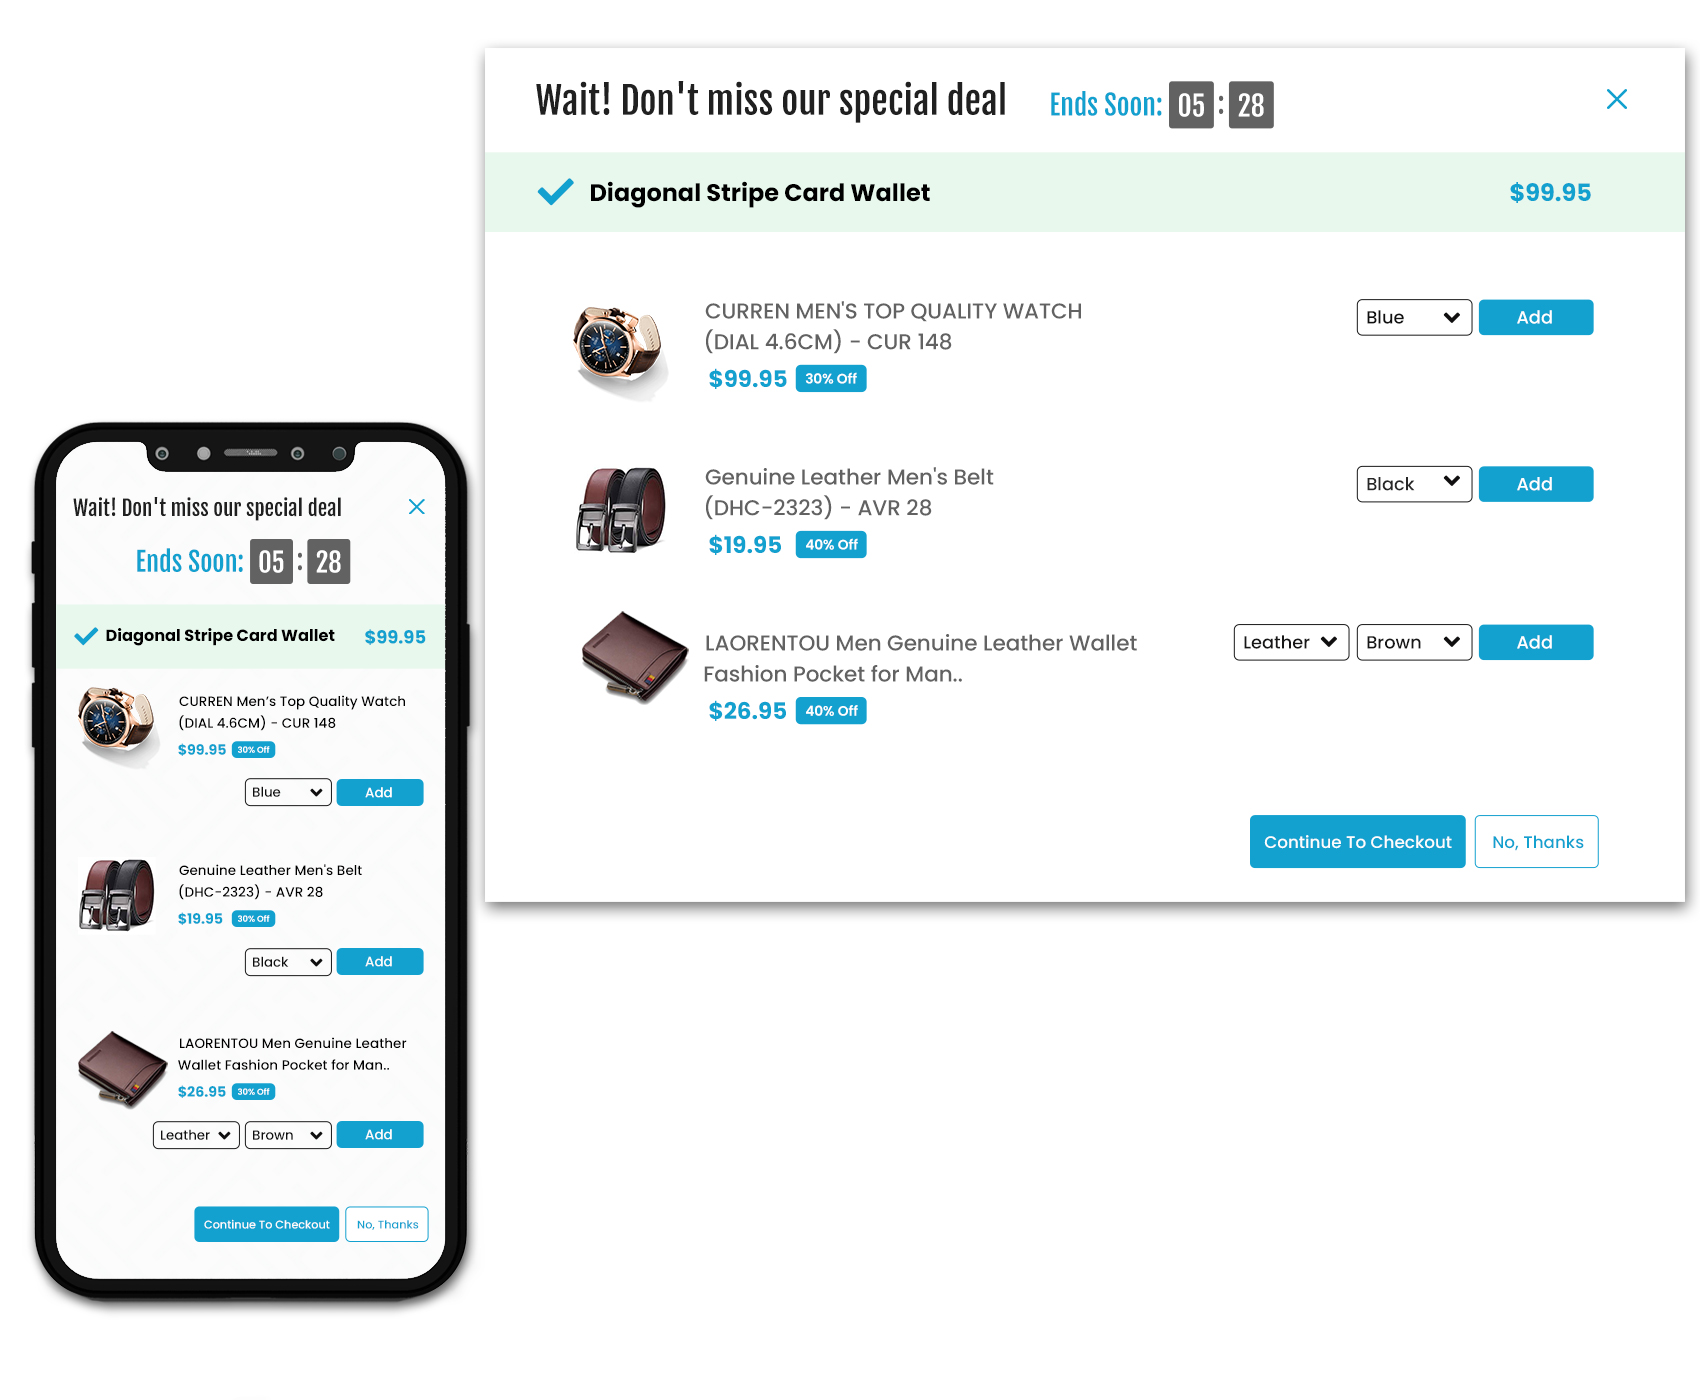 Wait! Don't miss our special deal
Ends Soon: 05 : 28
Diagonal Stripe Card Wallet $99.95
CURREN MEN'S TOP QUALITY WATCH
(DIAL 4.6CM) - CUR 148
$99.95 30% Off
Blue Add
Genuine Leather Men's Belt
(DHC-2323) - AVR 28
$19.95 40% Off
Black Add
LAORENTOU Men Genuine Leather Wallet
Fashion Pocket for Man..
$26.95 40% Off
Leather Brown Add
Continue To Checkout No, Thanks
Wait! Don't miss our special deal
Ends Soon: 05 : 28
Diagonal Stripe Card Wallet $99.95
CURREN Men’s Top Quality Watch
(DIAL 4.6CM) - CUR 148
$99.95 30% Off
Blue Add
Genuine Leather Men's Belt
(DHC-2323) - AVR 28
$19.95 30% Off
Black Add
LAORENTOU Men Genuine Leather
Wallet Fashion Pocket for Man..
$26.95 30% Off
Leather Brown Add
Continue To Checkout No, Thanks